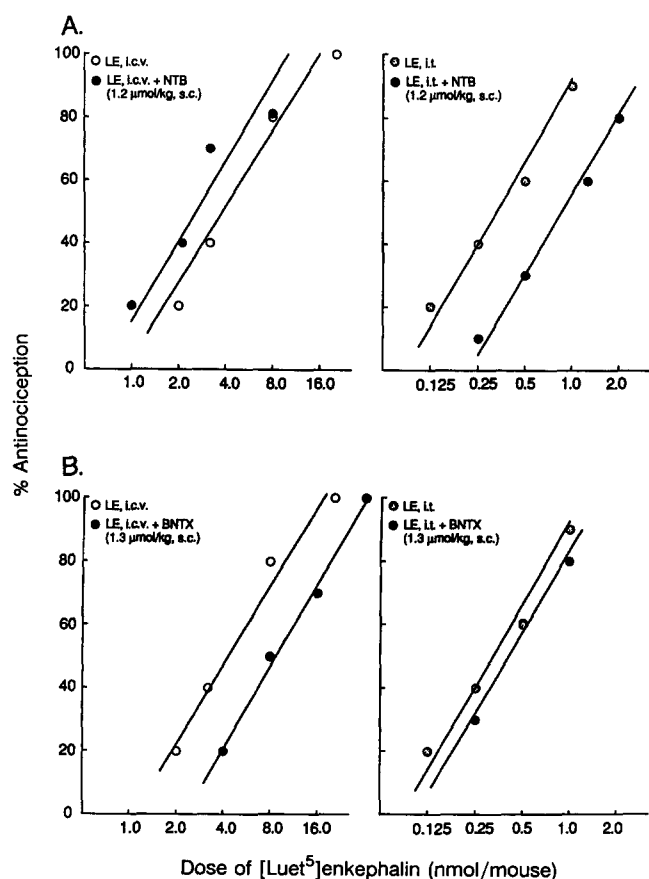 A.
LE, i.c.v.
LE, i.c.v. + NTB
(1.2 µmol/kg, s.c.)
LE, i.t.
LE, i.t. + NTB
(1.2 µmol/kg, s.c.)
100
80
60
40
20
0
1.0 2.0 4.0 8.0 16.0
0.125 0.25 0.5 1.0 2.0
% Antinociception
B.
LE, i.c.v.
LE, i.c.v. + BNTX
(1.3 µmol/kg, s.c.)
LE, i.t.
LE, i.t. + BNTX
(1.3 µmol/kg, s.c.)
100
80
60
40
20
0
1.0 2.0 4.0 8.0 16.0
0.125 0.25 0.5 1.0 2.0
Dose of [Luet⁵]enkephalin (nmol/mouse)